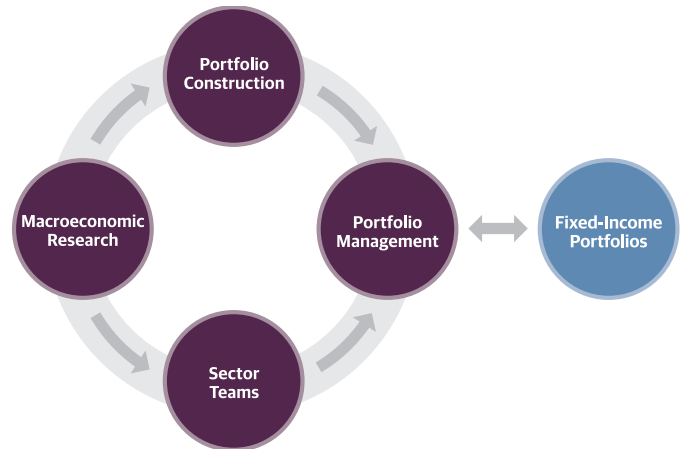 Portfolio
Construction
Macroeconomic
Research
Portfolio
Management
Fixed-Income
Portfolios
Sector
Teams